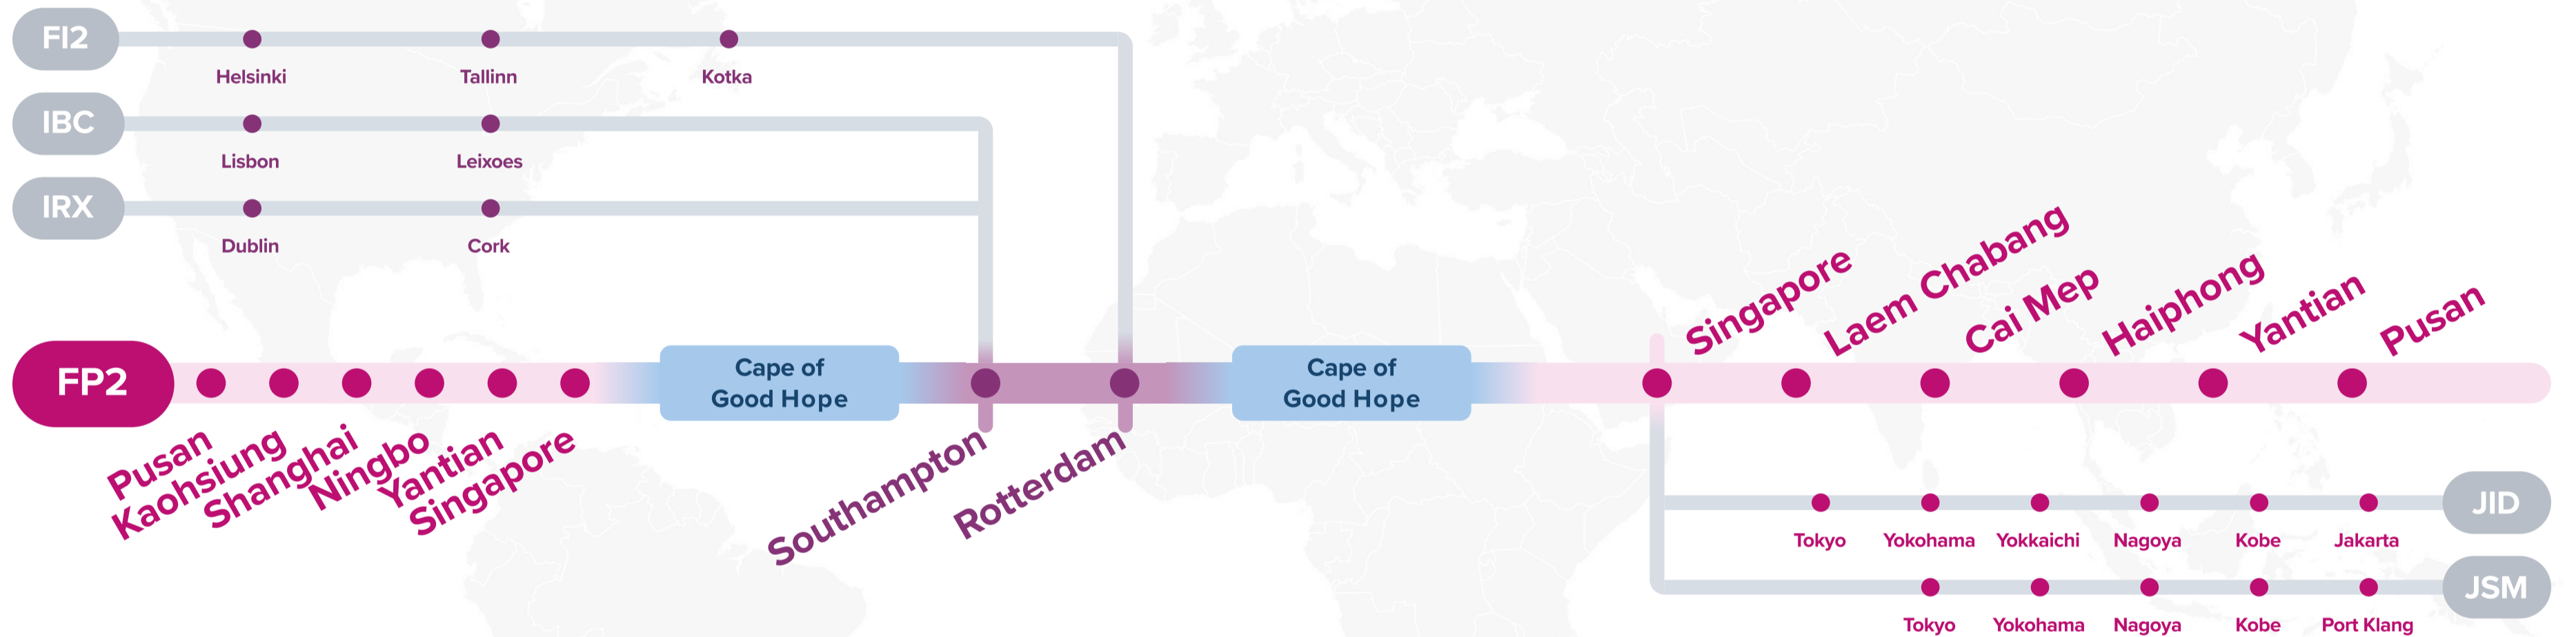 FI2
Helsinki
Tallinn
Kotka
IBC
Lisbon
Leixoes
IRX
Dublin
Cork
FP2
Pusan
Kaohsiung
Shanghai
Ningbo
Yantian
Singapore
Cape of
Good Hope
Southampton
Rotterdam
Cape of
Good Hope
Singapore
Laem Chabang
Cai Mep
Haiphong
Yantian
Pusan
Tokyo
Yokohama
Yokkaichi
Nagoya
Kobe
Jakarta
JID
Tokyo
Yokohama
Nagoya
Kobe
Port Klang
JSM